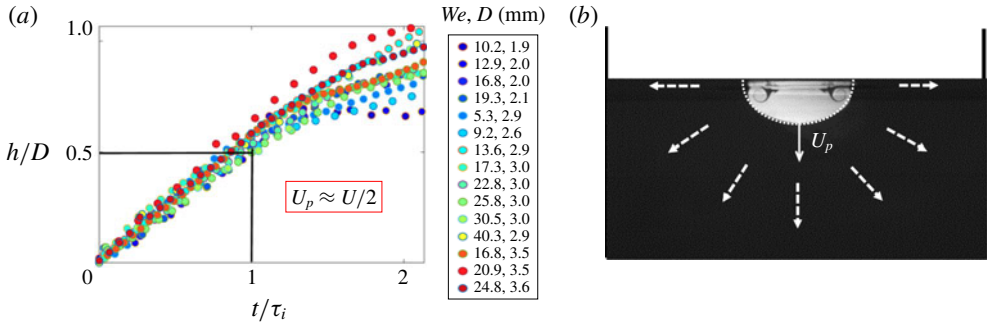 (a)
We, D (mm)
10.2, 1.9
12.9, 2.0
16.8, 2.0
19.3, 2.1
5.3, 2.9
9.2, 2.6
13.6, 2.9
17.3, 3.0
22.8, 3.0
25.8, 3.0
30.5, 3.0
40.3, 2.9
16.8, 3.5
20.9, 3.5
24.8, 3.6
1.0
0.5
h/D
U_p ≈ U/2
0
1
2
t/τ_i
(b)
U_p